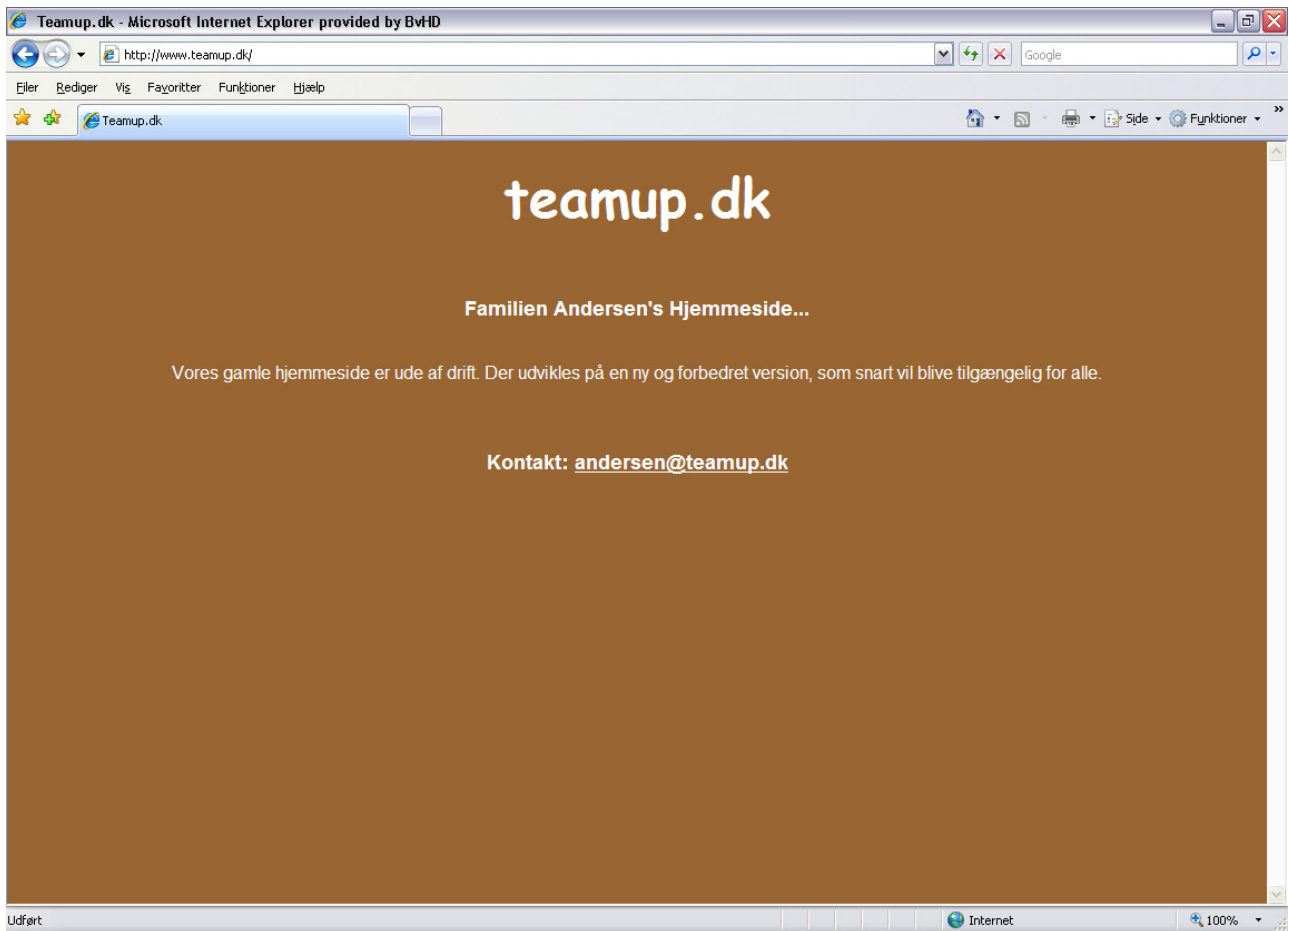 Teamup.dk - Microsoft Internet Explorer provided by BvHD
http://www.teamup.dk/
Google
Filer Rediger Vis Favoritter Funktioner Hjælp
Teamup.dk
Side
Funktioner
teamup.dk
Familien Andersen's Hjemmeside...
Vores gamle hjemmeside er ude af drift. Der udvikles på en ny og forbedret version, som snart vil blive tilgængelig for alle.
Kontakt: andersen@teamup.dk
Udført
Internet
100%